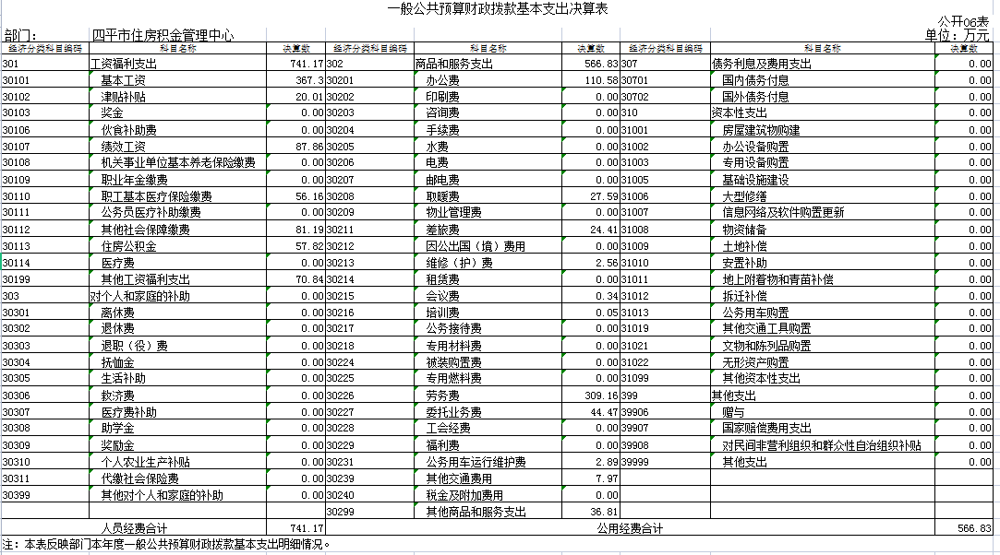 一般公共预算财政拨款基本支出决算表
公开06表
部门： 四平市住房积金管理中心 单位：万元
经济分类科目编码 科目名称 决算数 经济分类科目编码 科目名称 决算数 经济分类科目编码 科目名称 决算数
301 工资福利支出 741.17 302 商品和服务支出 566.83 307 债务利息及费用支出 0.00
30101 基本工资 367.3 30201 办公费 110.58 30701 国内债务付息 0.00
30102 津贴补贴 20.01 30202 印刷费 0.00 30702 国外债务付息 0.00
30103 奖金 0.00 30203 咨询费 0.00 310 资本性支出 0.00
30106 伙食补助费 0.00 30204 手续费 0.00 31001 房屋建筑物购建 0.00
30107 绩效工资 87.86 30205 水费 0.00 31002 办公设备购置 0.00
30108 机关事业单位基本养老保险缴费 0.00 30206 电费 0.00 31003 专用设备购置 0.00
30109 职业年金缴费 0.00 30207 邮电费 0.00 31005 基础设施建设 0.00
30110 职工基本医疗保险缴费 56.16 30208 取暖费 27.59 31006 大型修缮 0.00
30111 公务员医疗补助缴费 0.00 30209 物业管理费 0.00 31007 信息网络及软件购置更新 0.00
30112 其他社会保障缴费 81.19 30211 差旅费 24.41 31008 物资储备 0.00
30113 住房公积金 57.82 30212 因公出国（境）费用 0.00 31009 土地补偿 0.00
30114 医疗费 0.00 30213 维修（护）费 2.56 31010 安置补助 0.00
30199 其他工资福利支出 70.84 30214 租赁费 0.00 31011 地上附着物和青苗补偿 0.00
303 对个人和家庭的补助 0.00 30215 会议费 0.34 31012 拆迁补偿 0.00
30301 离休费 0.00 30216 培训费 0.05 31013 公务用车购置 0.00
30302 退休费 0.00 30217 公务接待费 0.00 31019 其他交通工具购置 0.00
30303 退职（役）费 0.00 30218 专用材料费 0.00 31021 文物和陈列品购置 0.00
30304 抚恤金 0.00 30224 被装购置费 0.00 31022 无形资产购置 0.00
30305 生活补助 0.00 30225 专用燃料费 0.00 31099 其他资本性支出 0.00
30306 救济费 0.00 30226 劳务费 309.16 399 其他支出 0.00
30307 医疗费补助 0.00 30227 委托业务费 44.47 39906 赠与 0.00
30308 助学金 0.00 30228 工会经费 0.00 39907 国家赔偿费用支出 0.00
30309 奖励金 0.00 30229 福利费 0.00 39908 对民间非营利组织和群众性自治组织补贴 0.00
30310 个人农业生产补贴 0.00 30231 公务用车运行维护费 2.89 39999 其他支出 0.00
30311 代缴社会保险费 0.00 30239 其他交通费用 7.97
30399 其他对个人和家庭的补助 0.00 30240 税金及附加费用 0.00
30299 其他商品和服务支出 36.81
人员经费合计 741.17 公用经费合计 566.83
注：本表反映部门本年度一般公共预算财政拨款基本支出明细情况。